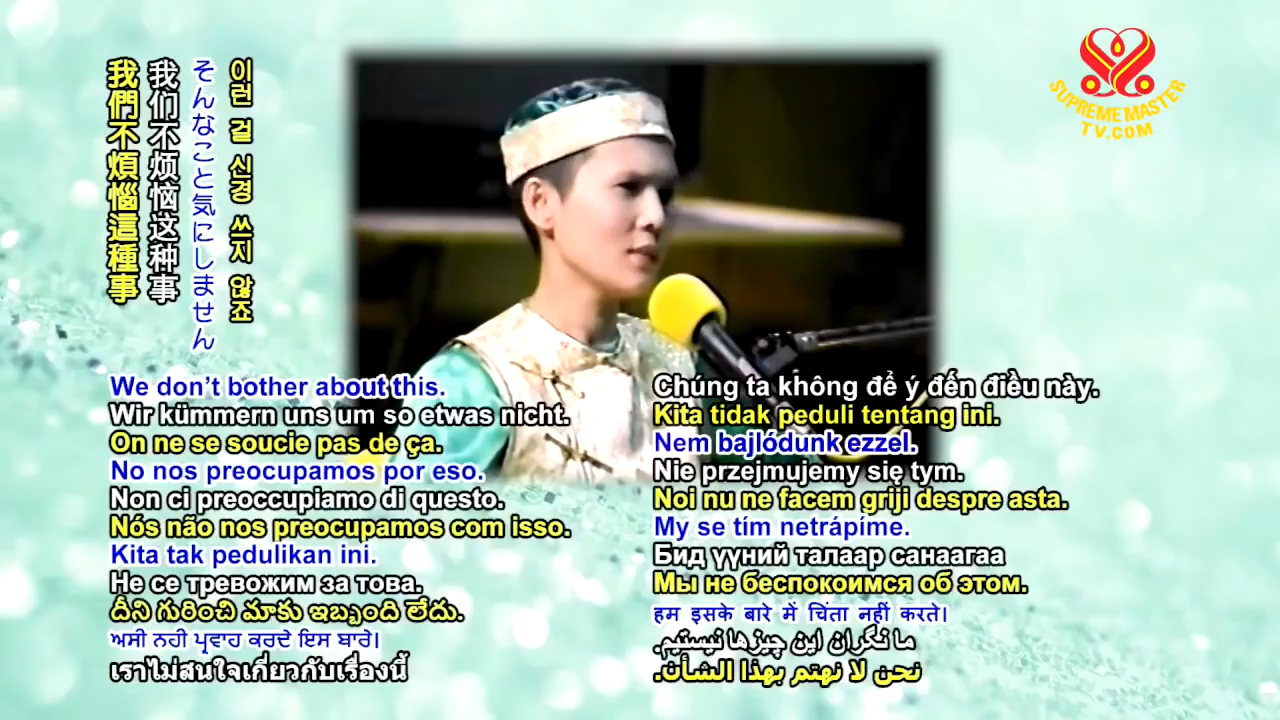 我們不煩惱這種事
我们不烦恼这种事
そんなこと気にしません
이런 걸 신경 쓰지 않죠
SUPREME MASTER
TV.COM
We don't bother about this.
Wir kümmern uns um so etwas nicht.
On ne se soucie pas de ça.
No nos preocupamos por eso.
Non ci preoccupiamo di questo.
Nós não nos preocupamos com isso.
Kita tak pedulikan ini.
Не се тревожим за това.
దీని గురించి మాకు ఇబ్బంది లేదు.
ਅਸੀ ਨਹੀ ਪ੍ਰਵਾਹ ਕਰਦੇ ਇਸ ਬਾਰੇ।
เราไม่สนใจเกี่ยวกับเรื่องนี้
Chúng ta không để ý đến điều này.
Kita tidak peduli tentang ini.
Nem bajlódunk ezzel.
Nie przejmujemy się tym.
Noi nu ne facem griji despre asta.
My se tím netrápíme.
Бид үүний талаар санаагаа
Мы не беспокоимся об этом.
हम इसके बारे में चिंता नहीं करते।
ما نگران این چیزها نیستیم.
نحن لا نهتم بهذا الشأن.